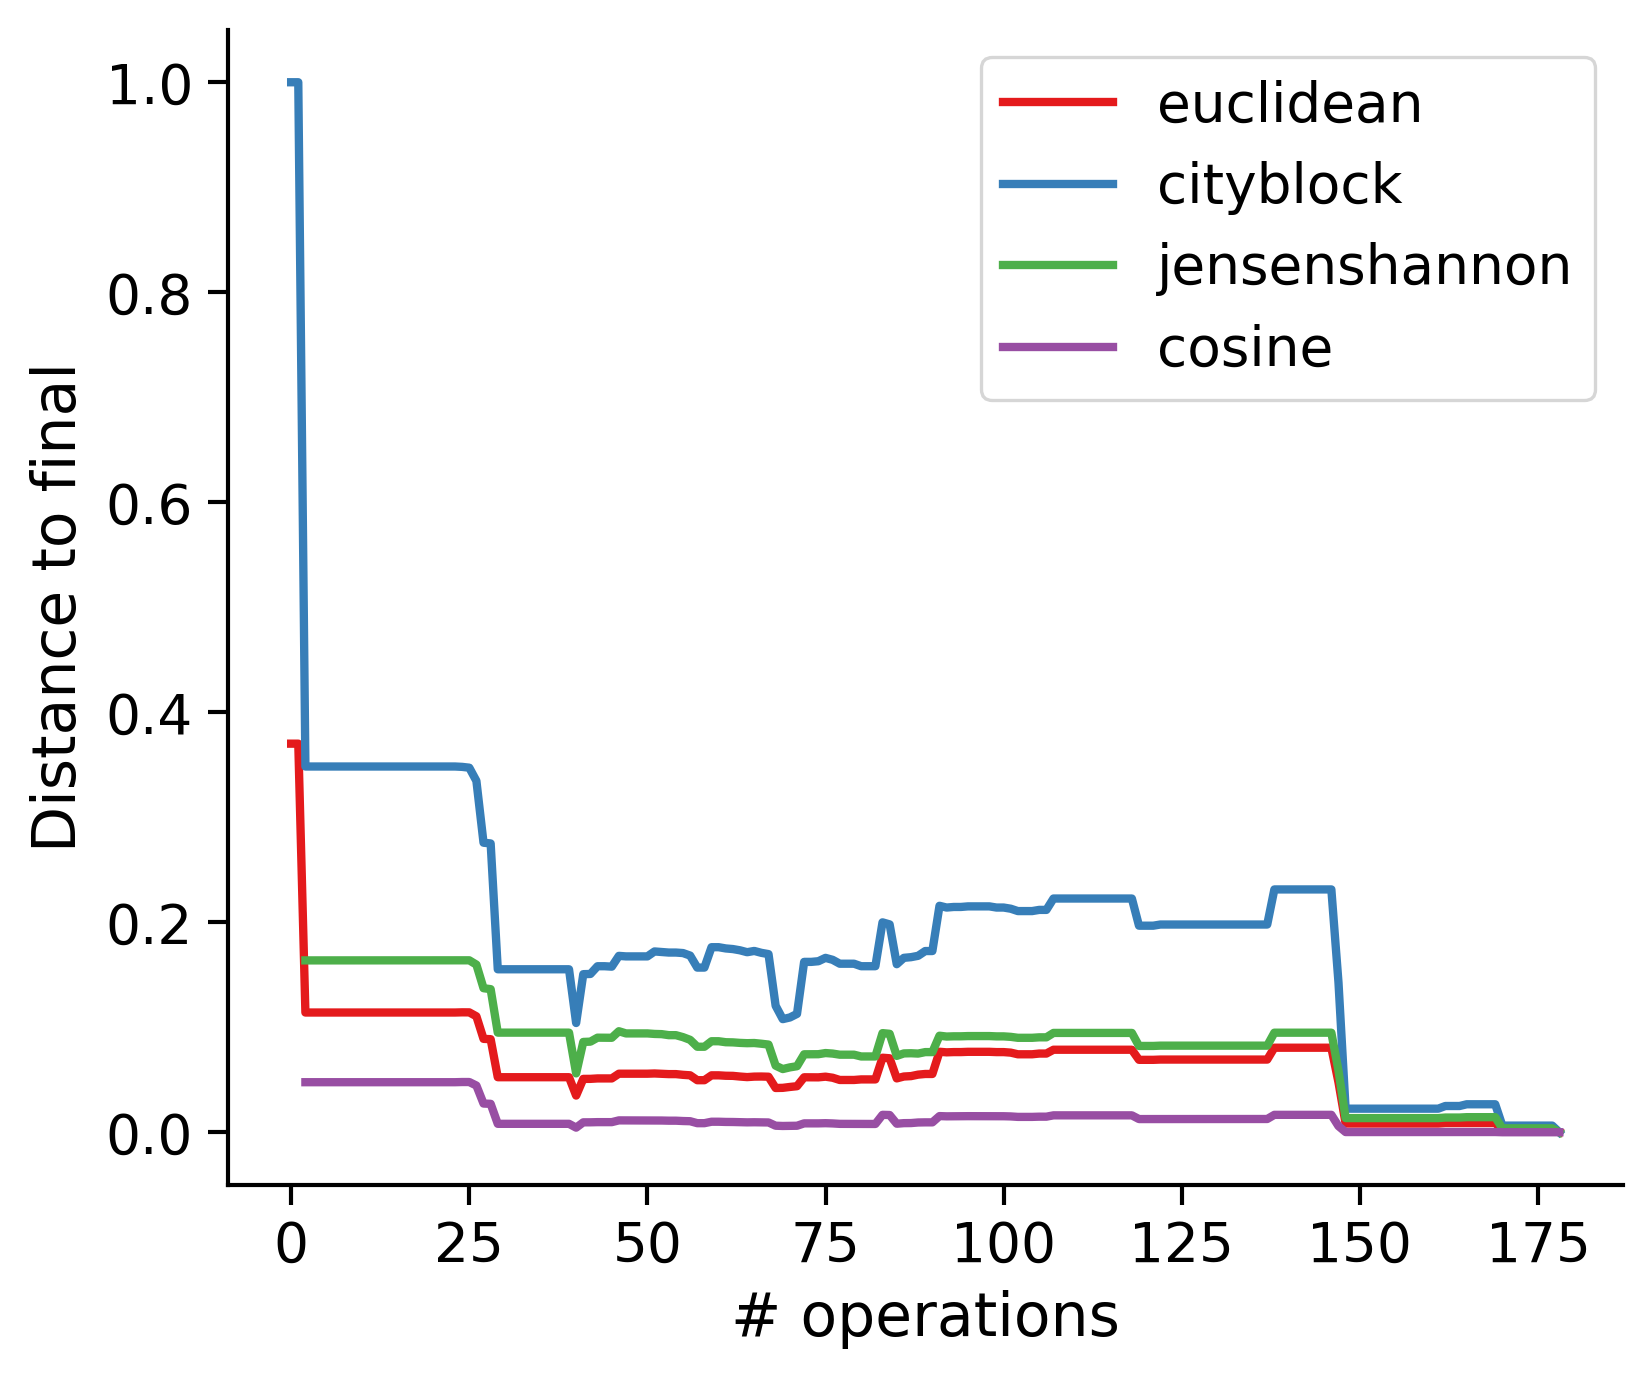 1.0
0.8
0.6
0.4
0.2
0.0
Distance to final
0 25 50 75 100 125 150 175
# operations
euclidean
cityblock
jensenshannon
cosine